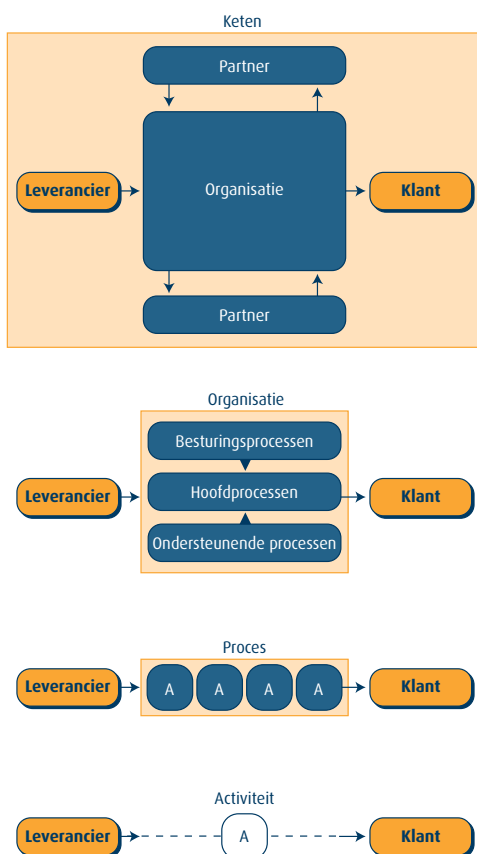 Keten
Partner
Leverancier
Organisatie
Klant
Partner
Organisatie
Besturingsprocessen
Leverancier
Hoofdprocessen
Klant
Ondersteunende processen
Proces
Leverancier
A
A
A
A
Klant
Activiteit
Leverancier
A
Klant